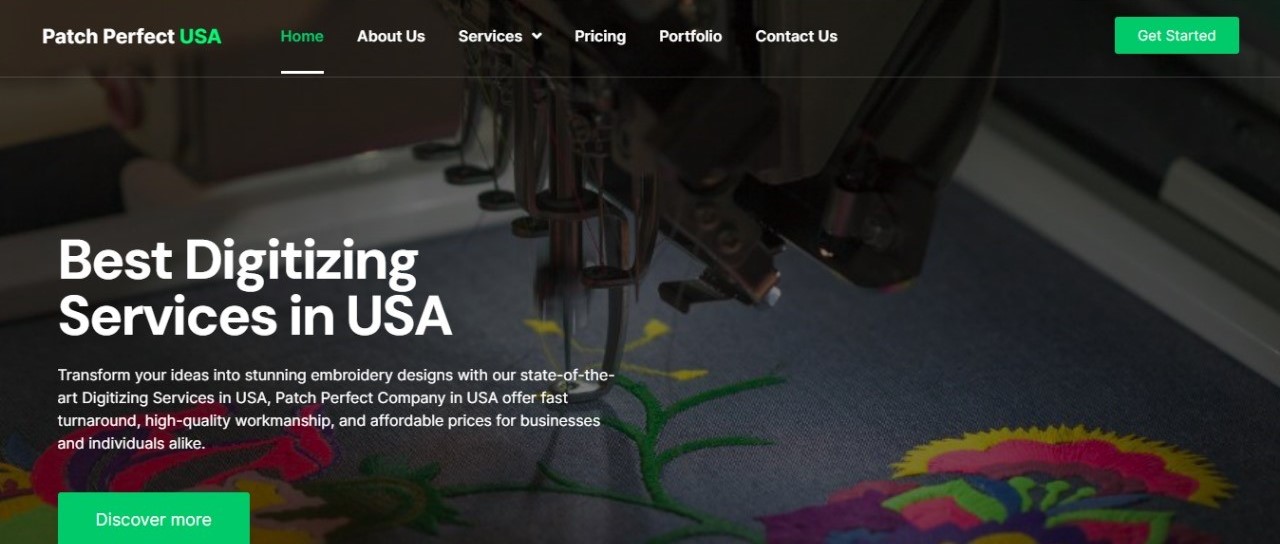 Patch Perfect USA
Home
About Us
Services
Pricing
Portfolio
Contact Us
Get Started
Best Digitizing
Services in USA
Transform your ideas into stunning embroidery designs with our state-of-the-
art Digitizing Services in USA, Patch Perfect Company in USA offer fast
turnaround, high-quality workmanship, and affordable prices for businesses
and individuals alike.
Discover more